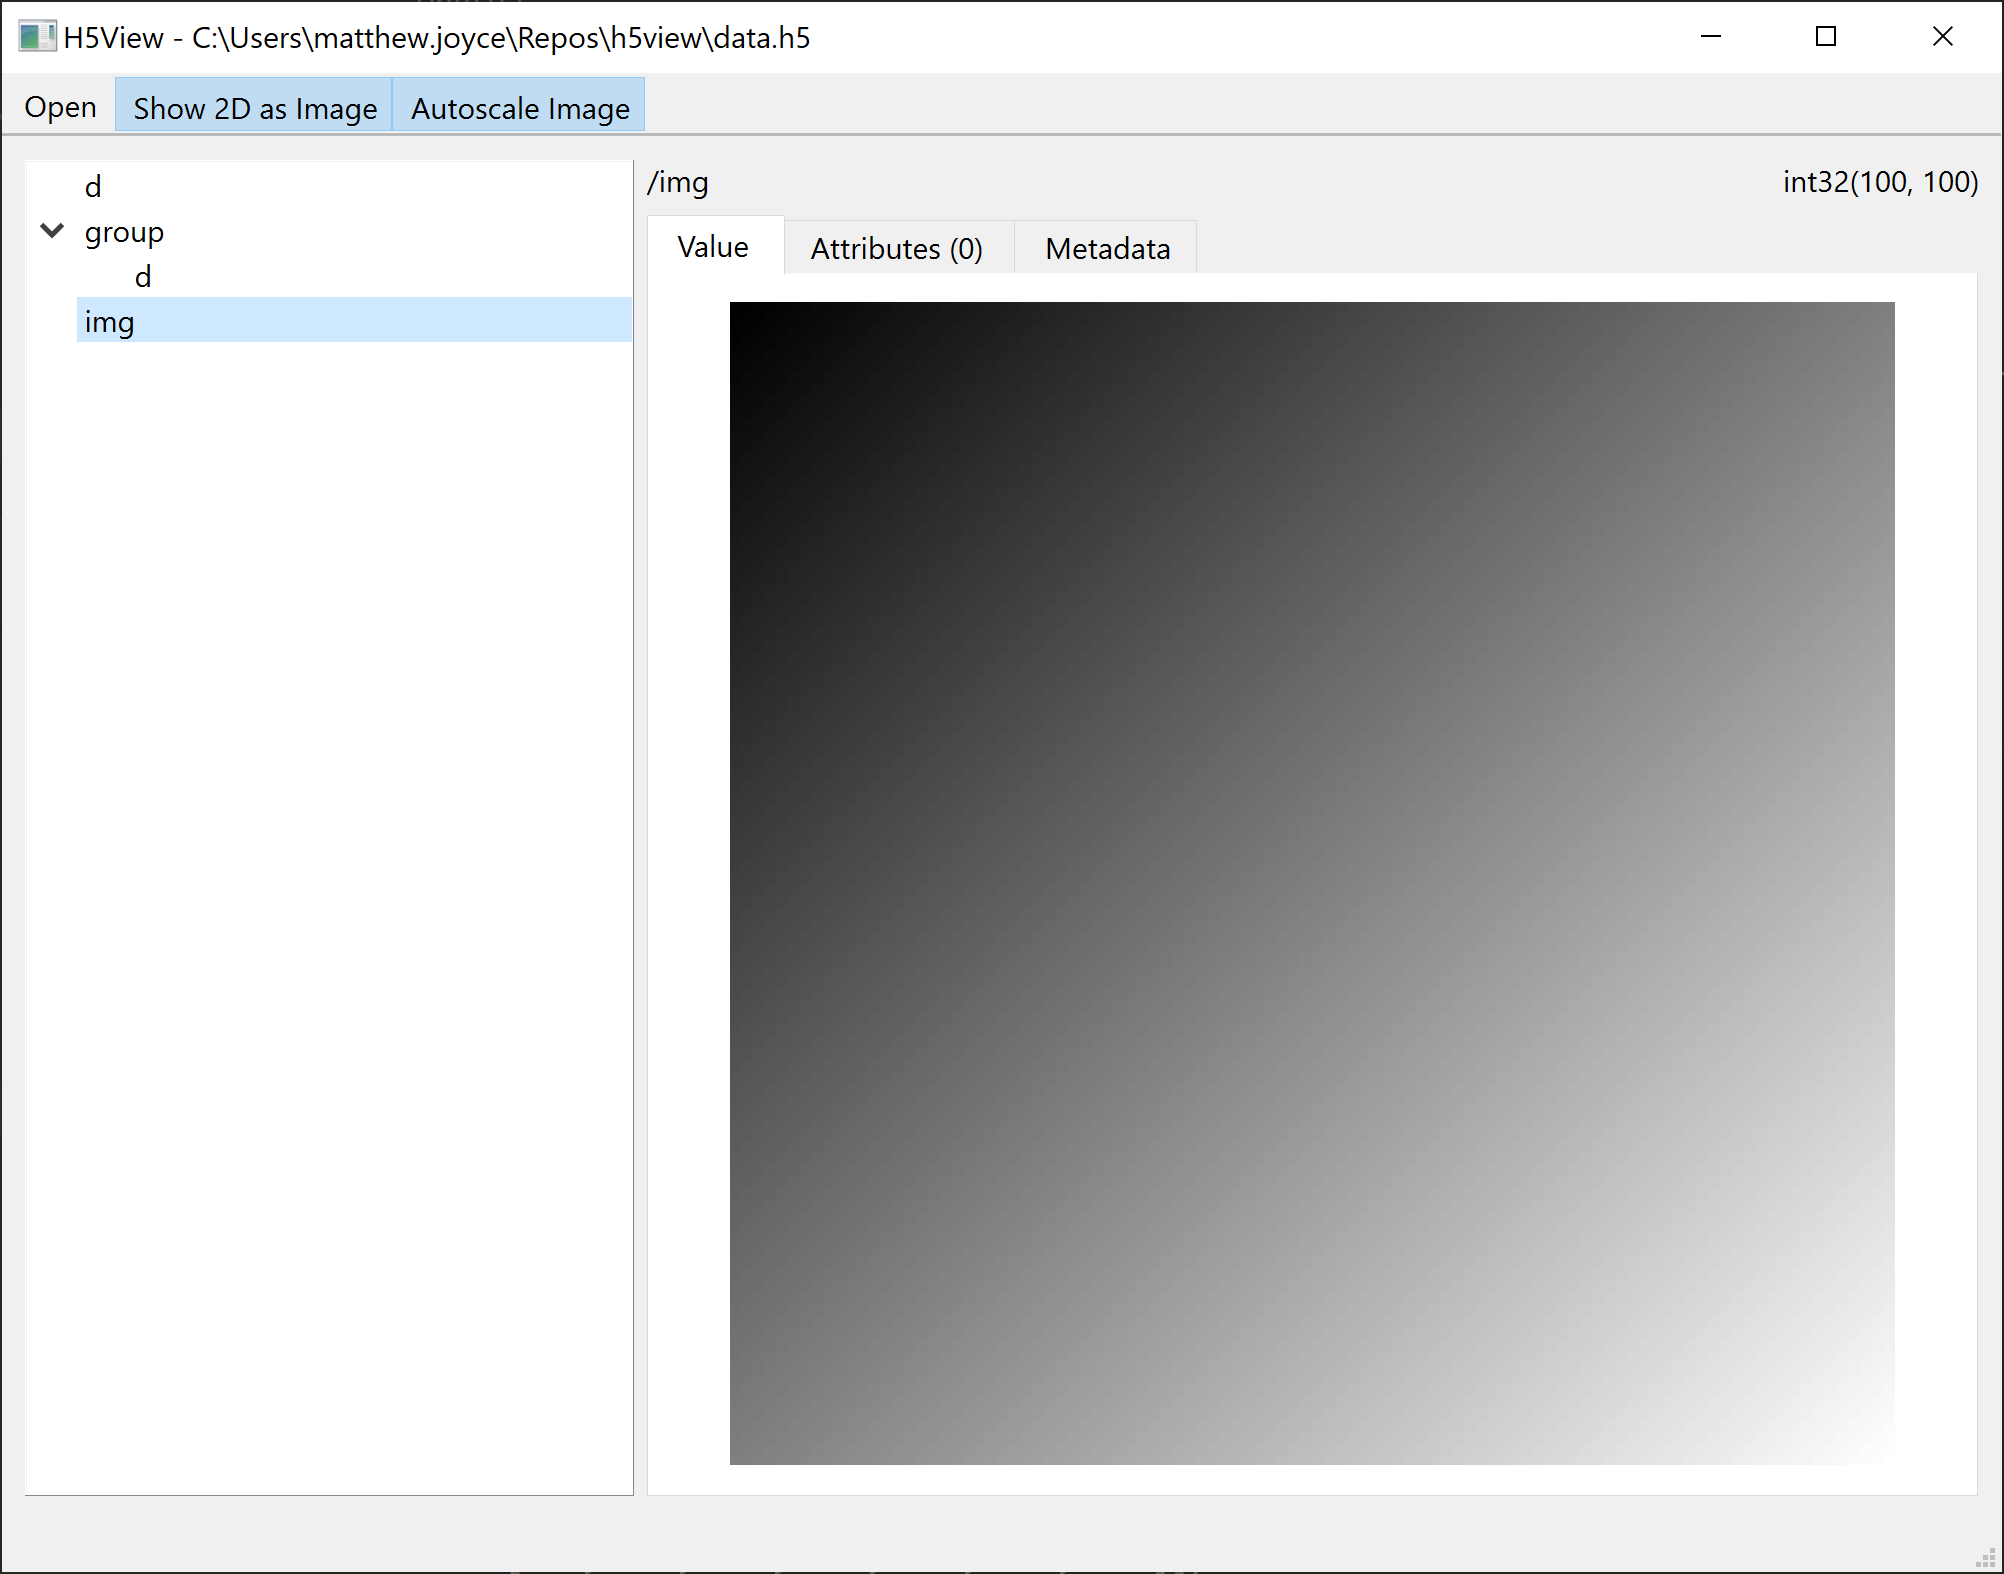 H5View - C:\Users\matthew.joyce\Repos\h5view\data.h5
Open Show 2D as Image Autoscale Image
d
group
d
img
/img int32(100, 100)
Value Attributes (0) Metadata